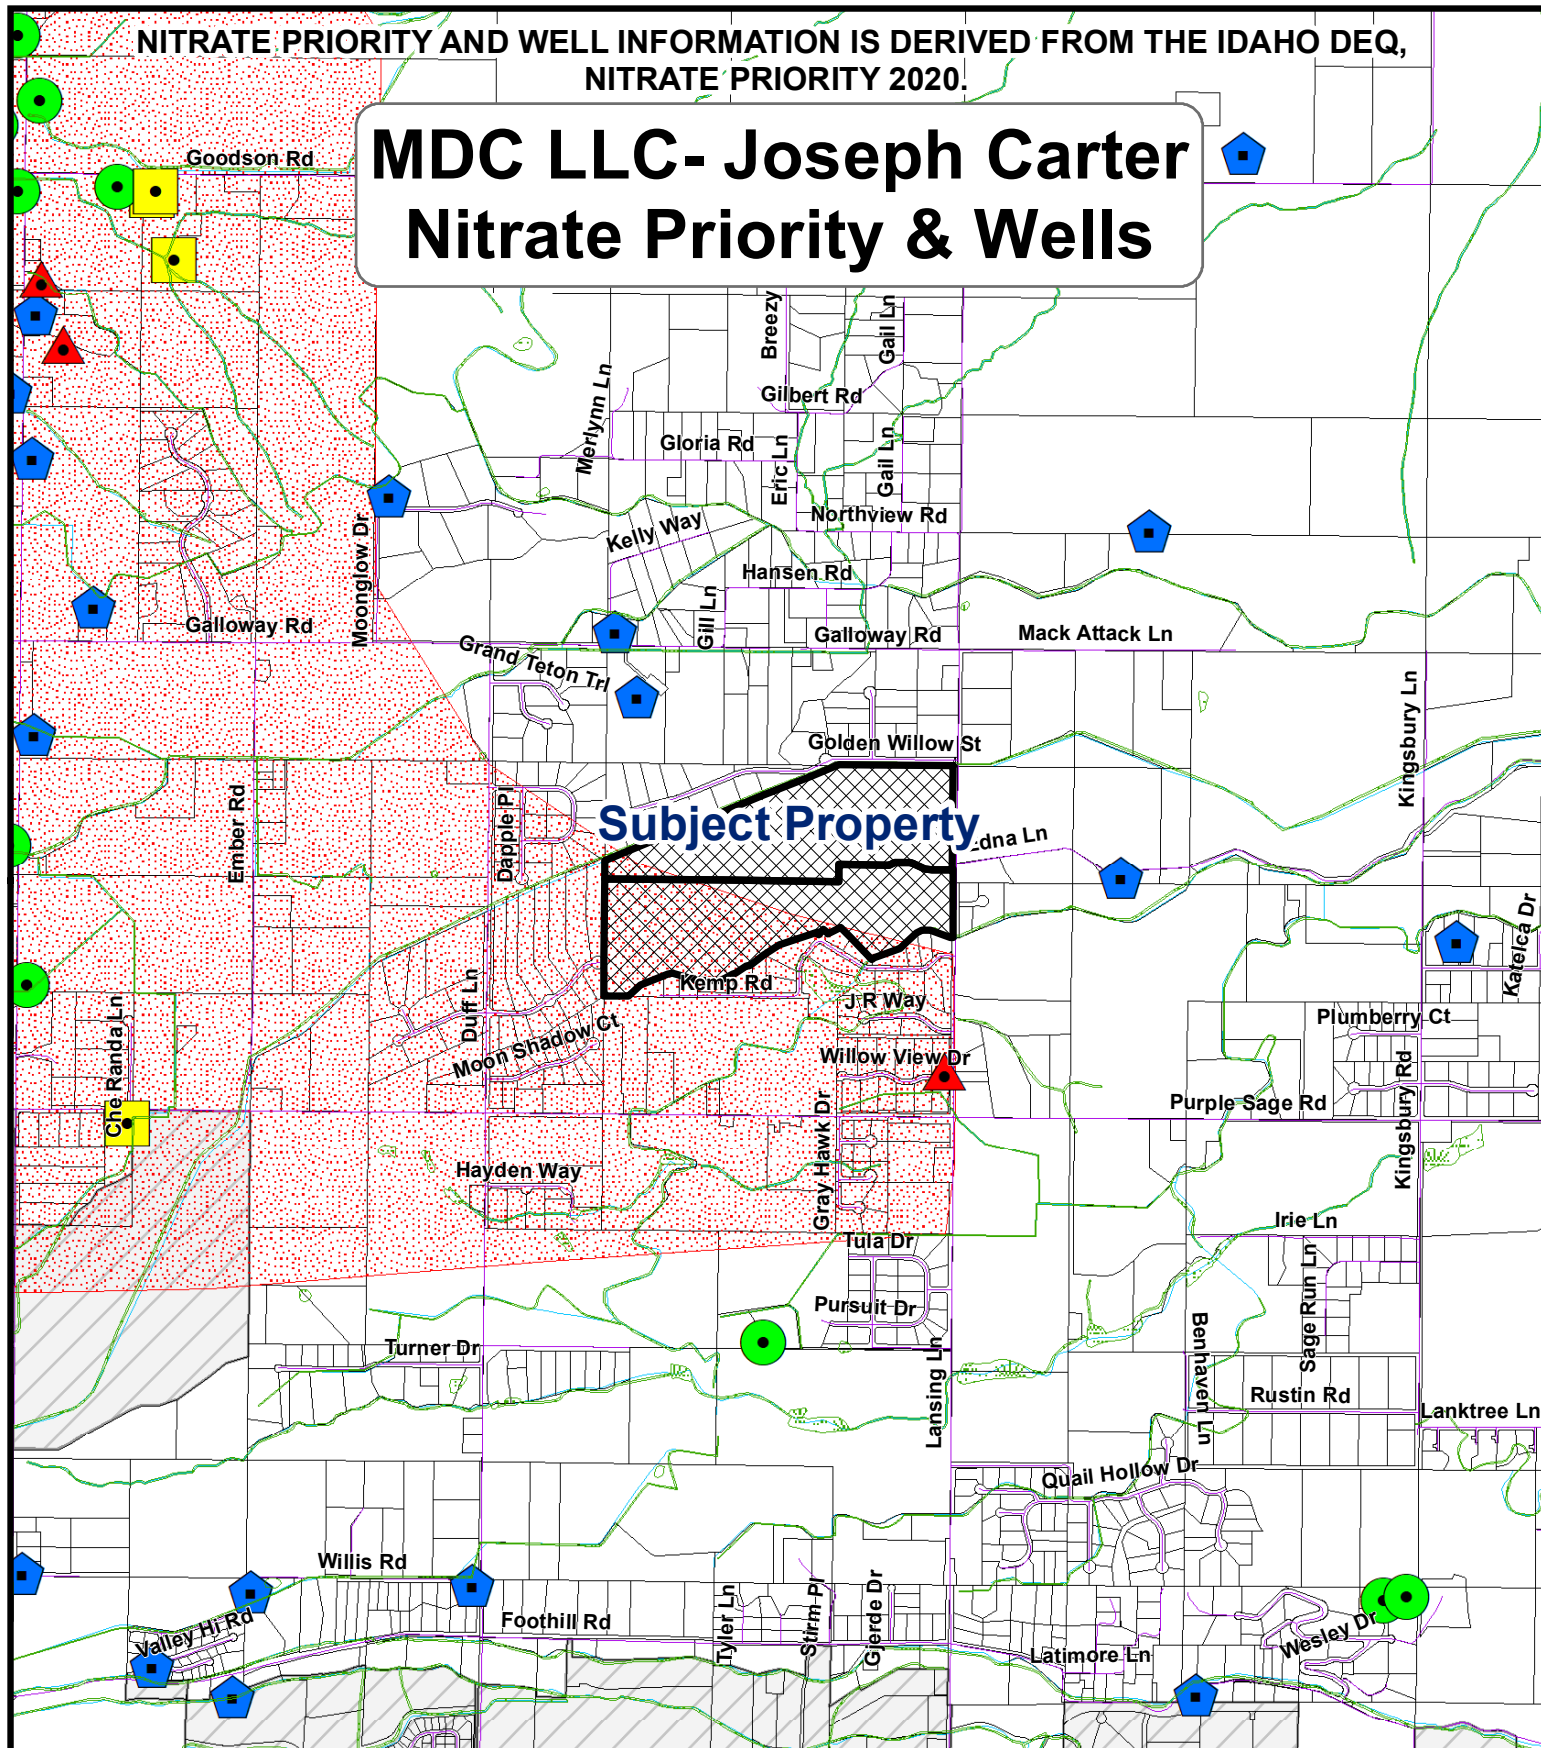 NITRATE PRIORITY AND WELL INFORMATION IS DERIVED FROM THE IDAHO DEQ,
NITRATE PRIORITY 2020.
MDC LLC- Joseph Carter
Nitrate Priority & Wells
Goodson Rd
Breezy
Gail Ln
Gilbert Rd
Merlynn Ln
Gloria Rd
Eric Ln
Gail Ln
Northview Rd
Kelly Way
Moonglow Dr
Hansen Rd
Gill Ln
Galloway Rd
Galloway Rd
Mack Attack Ln
Grand Teton Trl
Kingsbury Ln
Golden Willow St
Ember Rd
Dapple Pl
Subject Property
Edna Ln
Katelca Dr
Kemp Rd
Duff Ln
J R Way
Che Randa Ln
Moon Shadow Ct
Plumberry Ct
Willow View Dr
Kingsbury Rd
Purple Sage Rd
Gray Hawk Dr
Hayden Way
Irie Ln
Tula Dr
Sage Run Ln
Pursuit Dr
Benhaven Ln
Turner Dr
Lansing Ln
Rustin Rd
Lanktree Ln
Quail Hollow Dr
Willis Rd
Valley Hi Rd
Foothill Rd
Tyler Ln
Stirm Pl
Gjerde Dr
Latimore Ln
Wesley Dr